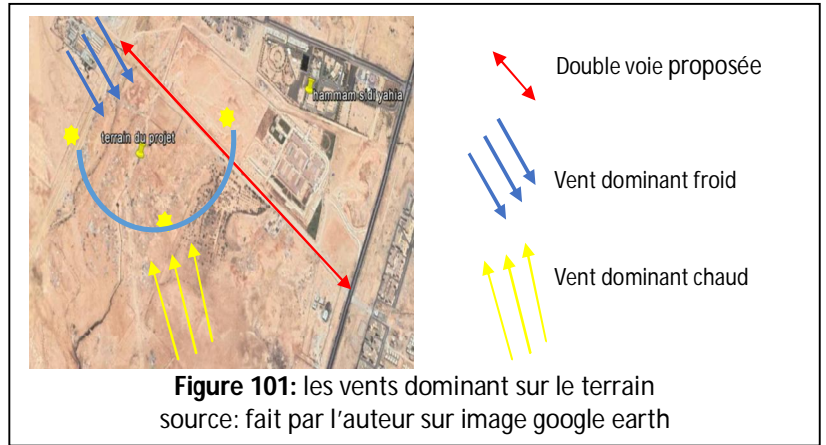 hammam sidi yahia
terrain du projet
Double voie proposée
Vent dominant froid
Vent dominant chaud
Figure 101: les vents dominant sur le terrain
source: fait par l'auteur sur image google earth